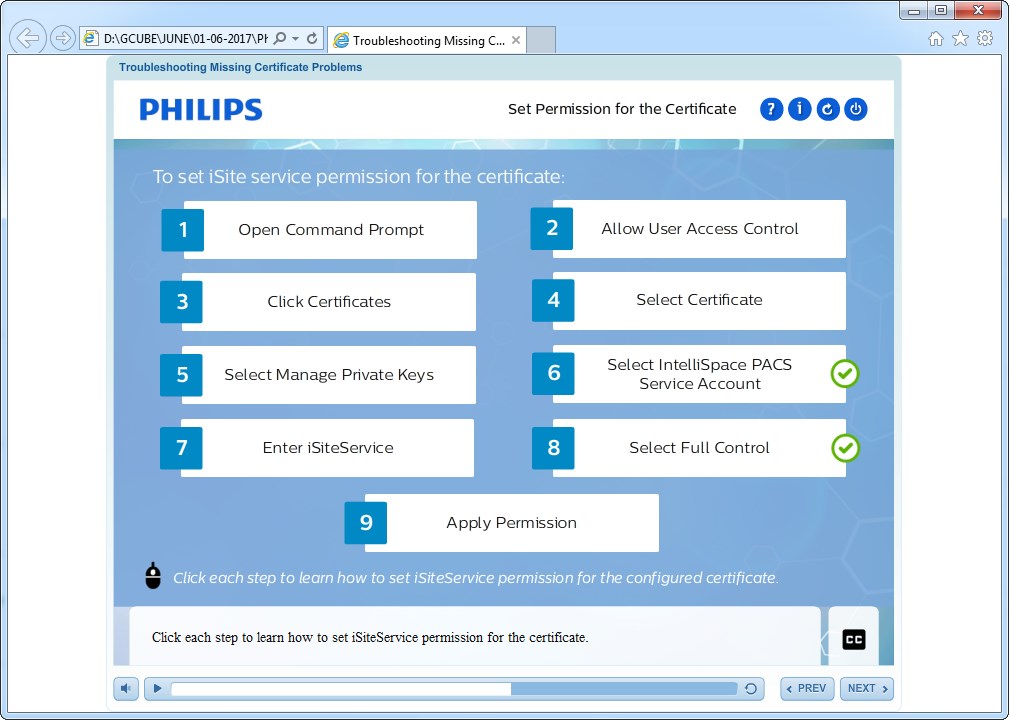 D:\GCUBE\JUNE\01-06-2017\Pł
Troubleshooting Missing C...
Troubleshooting Missing Certificate Problems
PHILIPS
Set Permission for the Certificate
? i
To set iSite service permission for the certificate:
1 Open Command Prompt
2 Allow User Access Control
3 Click Certificates
4 Select Certificate
5 Select Manage Private Keys
6 Select IntelliSpace PACS
Service Account
7 Enter iSiteService
8 Select Full Control
9 Apply Permission
Click each step to learn how to set iSiteService permission for the configured certificate.
Click each step to learn how to set iSiteService permission for the certificate.
CC
PREV
NEXT